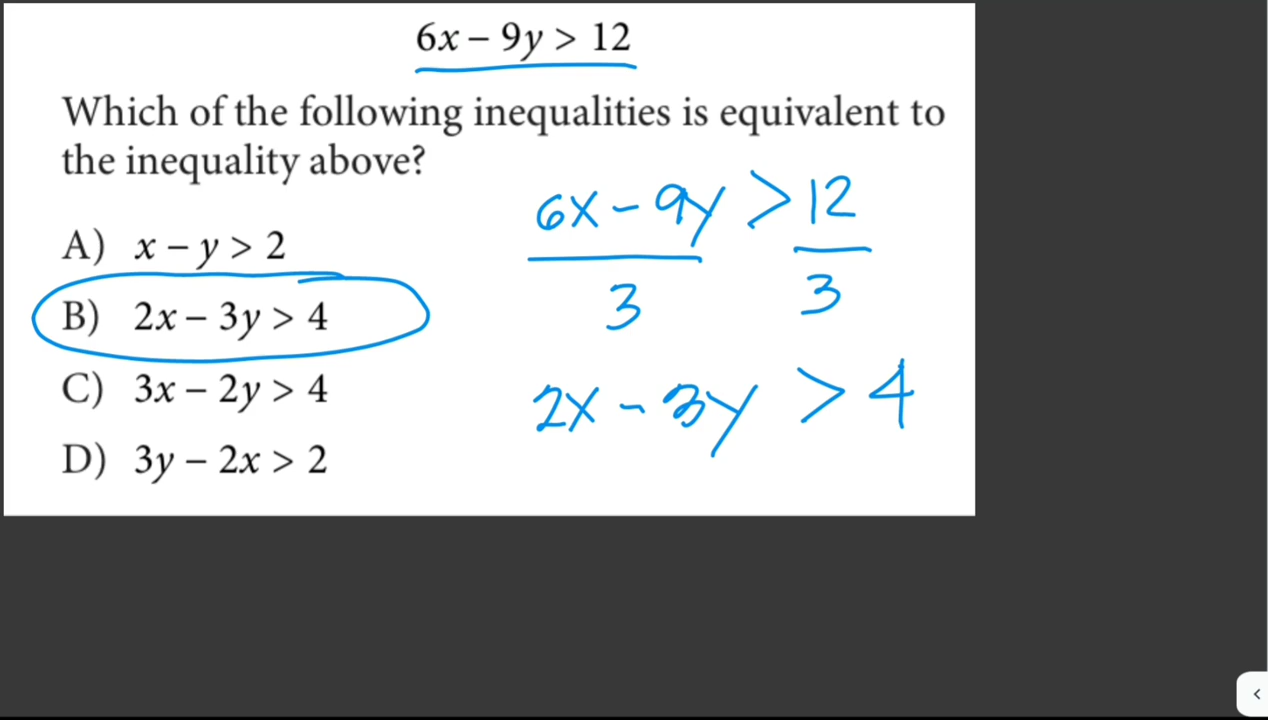 6x – 9y > 12
Which of the following inequalities is equivalent to
the inequality above?
6x - 9y > 12
3 3
A) x – y > 2
B) 2x – 3y > 4
2x - 3y > 4
C) 3x – 2y > 4
D) 3y – 2x > 2